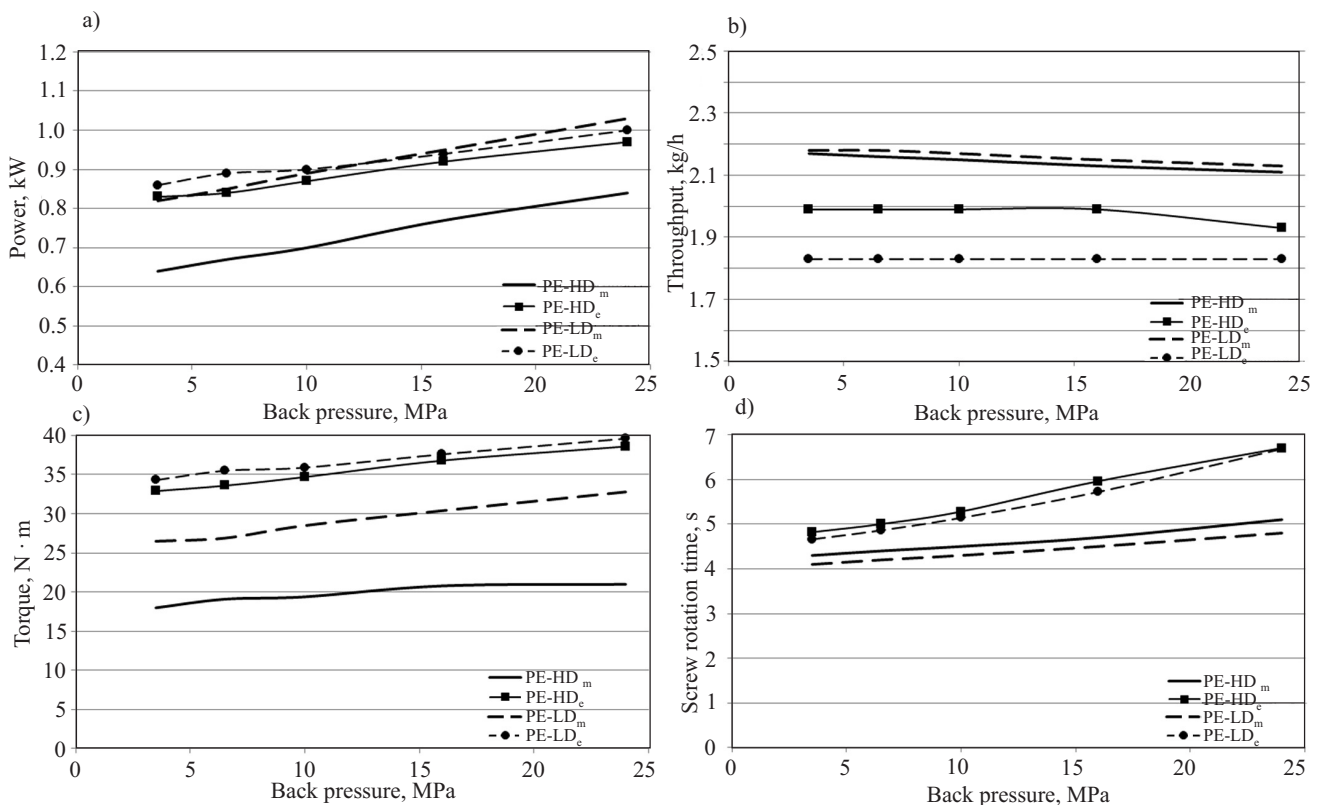 a)
1.2
1.1
1.0
0.9
0.8
0.7
0.6
0.5
0.4
Power, kW
0 5 10 15 20 25
Back pressure, MPa
PE-HD m
PE-HDe
PE-LDm
PE-LDe
b)
2.5
2.3
2.1
1.9
1.7
1.5
Throughput, kg/h
0 5 10 15 20 25
Back pressure, MPa
PE-HD m
PE-HDe
PE-LDm
PE-LDe
c)
40
35
30
25
20
15
10
5
0
Torque, N · m
0 5 10 15 20 25
Back pressure, MPa
PE-HD m
PE-HDe
PE-LDm
PE-LDe
d)
7
6
5
4
3
2
1
0
Screw rotation time, s
0 5 10 15 20 25
Back pressure, MPa
PE-HD m
PE-HDe
PE-LDm
PE-LDe